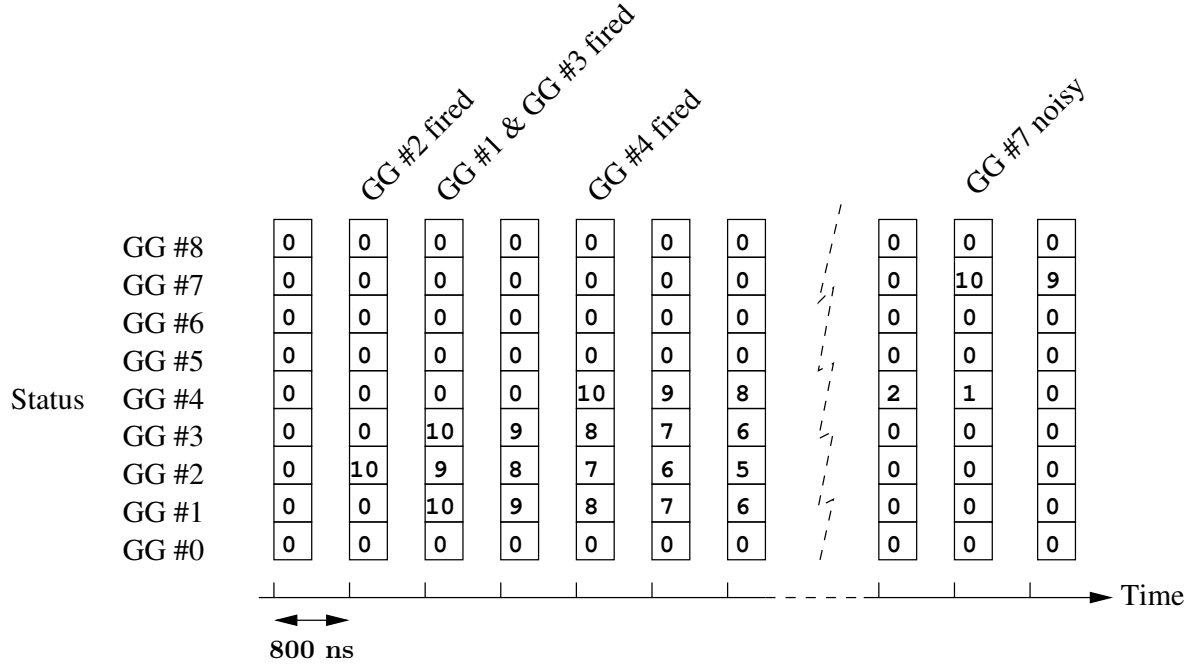 GG #2 fired
GG #1 & GG #3 fired
GG #4 fired
GG #7 noisy
GG #8 0 0 0 0 0 0 0 0 0 0
GG #7 0 0 0 0 0 0 0 0 10 9
GG #6 0 0 0 0 0 0 0 0 0 0
GG #5 0 0 0 0 0 0 0 0 0 0
Status GG #4 0 0 0 0 10 9 8 2 1 0
GG #3 0 0 10 9 8 7 6 0 0 0
GG #2 0 10 9 8 7 6 5 0 0 0
GG #1 0 0 10 9 8 7 6 0 0 0
GG #0 0 0 0 0 0 0 0 0 0 0
Time
800 ns